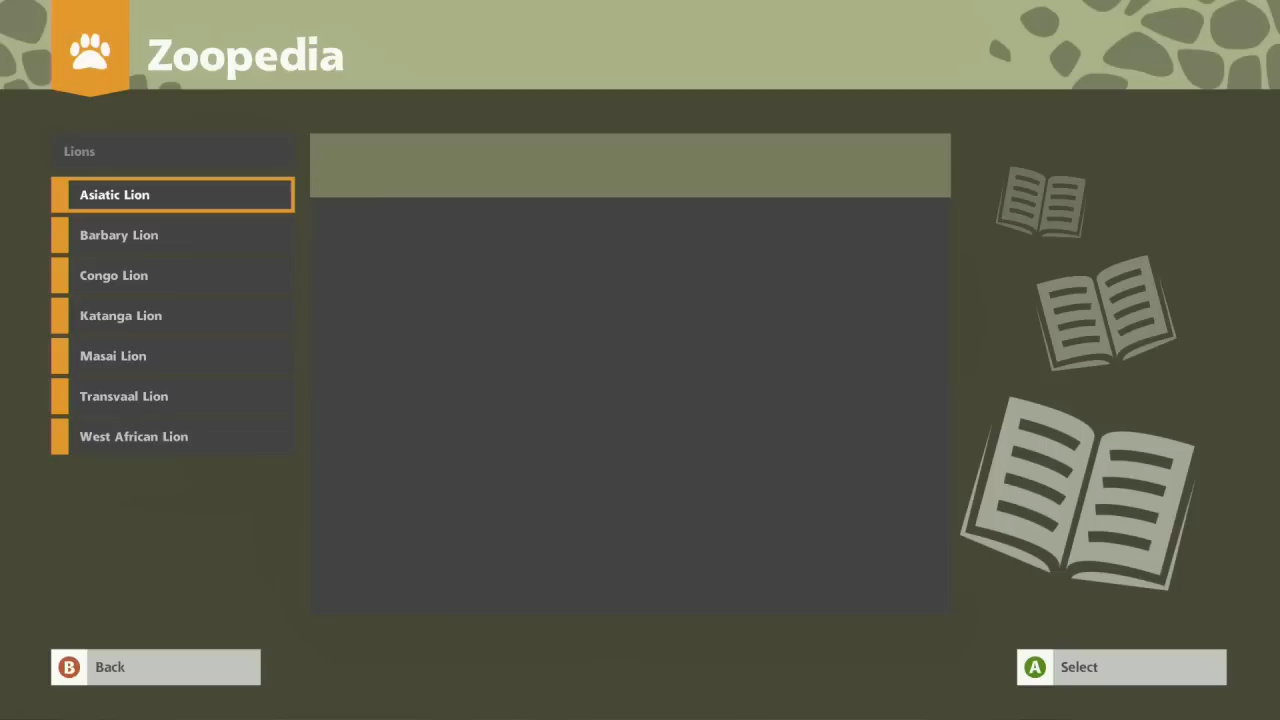 Zoopedia
Lions
Asiatic Lion
Barbary Lion
Congo Lion
Katanga Lion
Masai Lion
Transvaal Lion
West African Lion
B Back
A Select